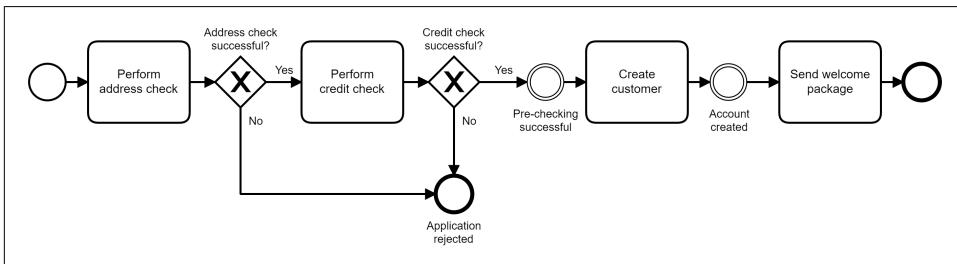 Address check
successful?
Credit check
successful?
Perform
address check
Yes
Perform
credit check
Yes
Create
customer
Send welcome
package
No
No
Pre-checking
successful
Account
created
Application
rejected